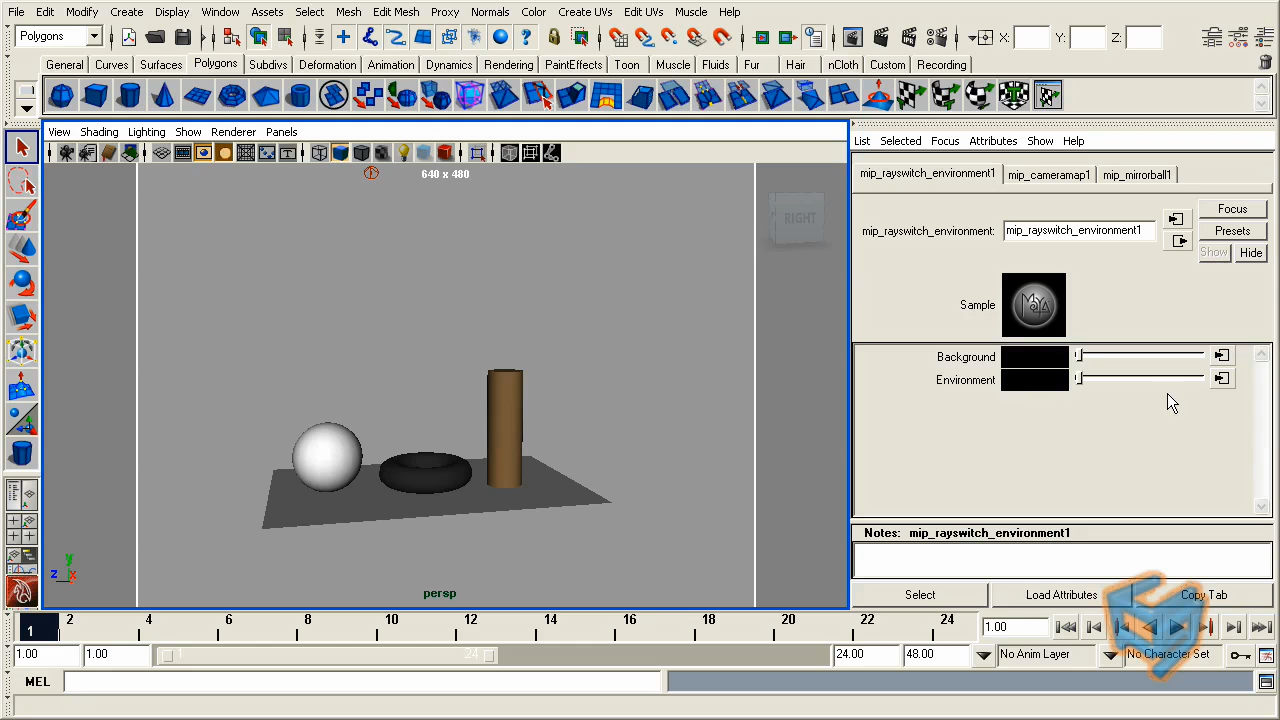 File Edit Modify Create Display Window Assets Select Mesh Edit Mesh Proxy Normals Color Create UVs Edit UVs Muscle Help
Polygons X: Y: Z:
General Curves Surfaces Polygons Subdivs Deformation Animation Dynamics Rendering PaintEffects Toon Muscle Fluids Fur Hair nCloth Custom Recording
View Shading Lighting Show Renderer Panels
640 x 480
RIGHT
y
z x
persp
List Selected Focus Attributes Show Help
mip_rayswitch_environment1 mip_cameramap1 mip_mirrorball1
mip_rayswitch_environment: mip_rayswitch_environment1
Focus
Presets
Show Hide
Sample
Background
Environment
Notes: mip_rayswitch_environment1
Select Load Attributes Copy Tab
1 2 4 6 8 10 12 14 16 18 20 22 24 1.00
1.00 1.00 1 24 24.00 48.00 No Anim Layer No Character Set
MEL